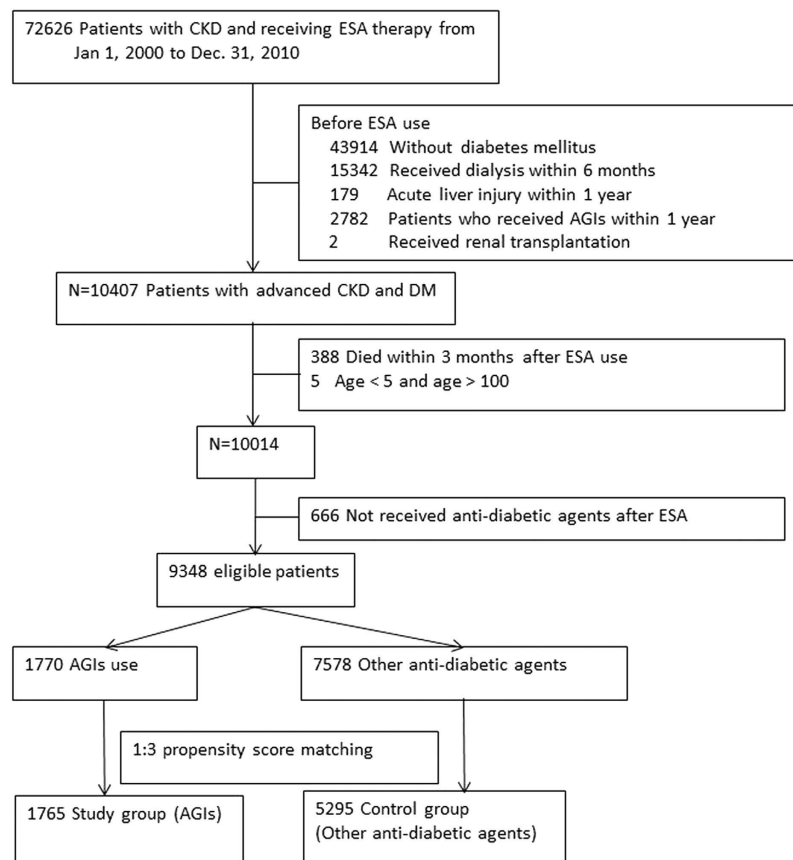 72626 Patients with CKD and receiving ESA therapy from
Jan 1, 2000 to Dec. 31, 2010
Before ESA use
43914 Without diabetes mellitus
15342 Received dialysis within 6 months
179 Acute liver injury within 1 year
2782 Patients who received AGIs within 1 year
2 Received renal transplantation
N=10407 Patients with advanced CKD and DM
388 Died within 3 months after ESA use
5 Age < 5 and age > 100
N=10014
666 Not received anti-diabetic agents after ESA
9348 eligible patients
1770 AGIs use
7578 Other anti-diabetic agents
1:3 propensity score matching
1765 Study group (AGIs)
5295 Control group
(Other anti-diabetic agents)